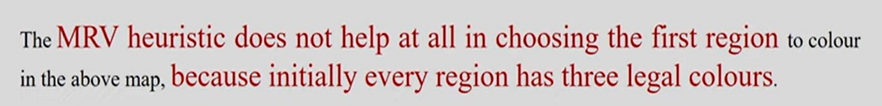 The MRV heuristic does not help at all in choosing the first region to colour
in the above map, because initially every region has three legal colours.